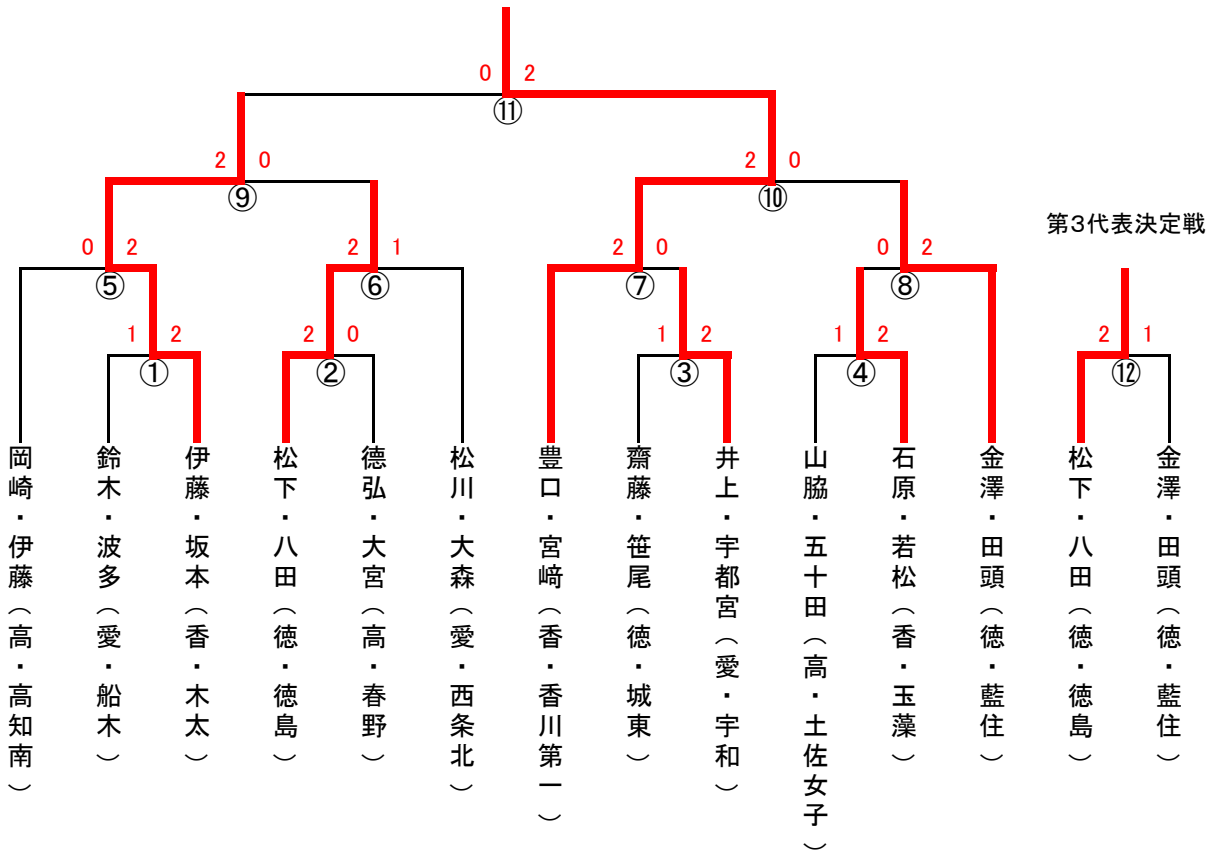 0 2
⑪
2 0
2 0
⑨
⑩
第3代表決定戦
0 2
2 1
2 0
0 2
⑤
⑥
⑦
⑧
1 2
2 0
1 2
1 2
2 1
①
②
③
④
⑫
岡崎・伊藤(高・高知南)
鈴木・波多(愛・船木)
伊藤・坂本(香・木太)
松下・八田(徳・徳島)
德弘・大宮(高・春野)
松川・大森(愛・西条北)
豊口・宮﨑(香・香川第一)
齋藤・笹尾(徳・城東)
井上・宇都宮(愛・宇和)
山脇・五十田(高・土佐女子)
石原・若松(香・玉藻)
金澤・田頭(徳・藍住)
松下・八田(徳・徳島)
金澤・田頭(徳・藍住)